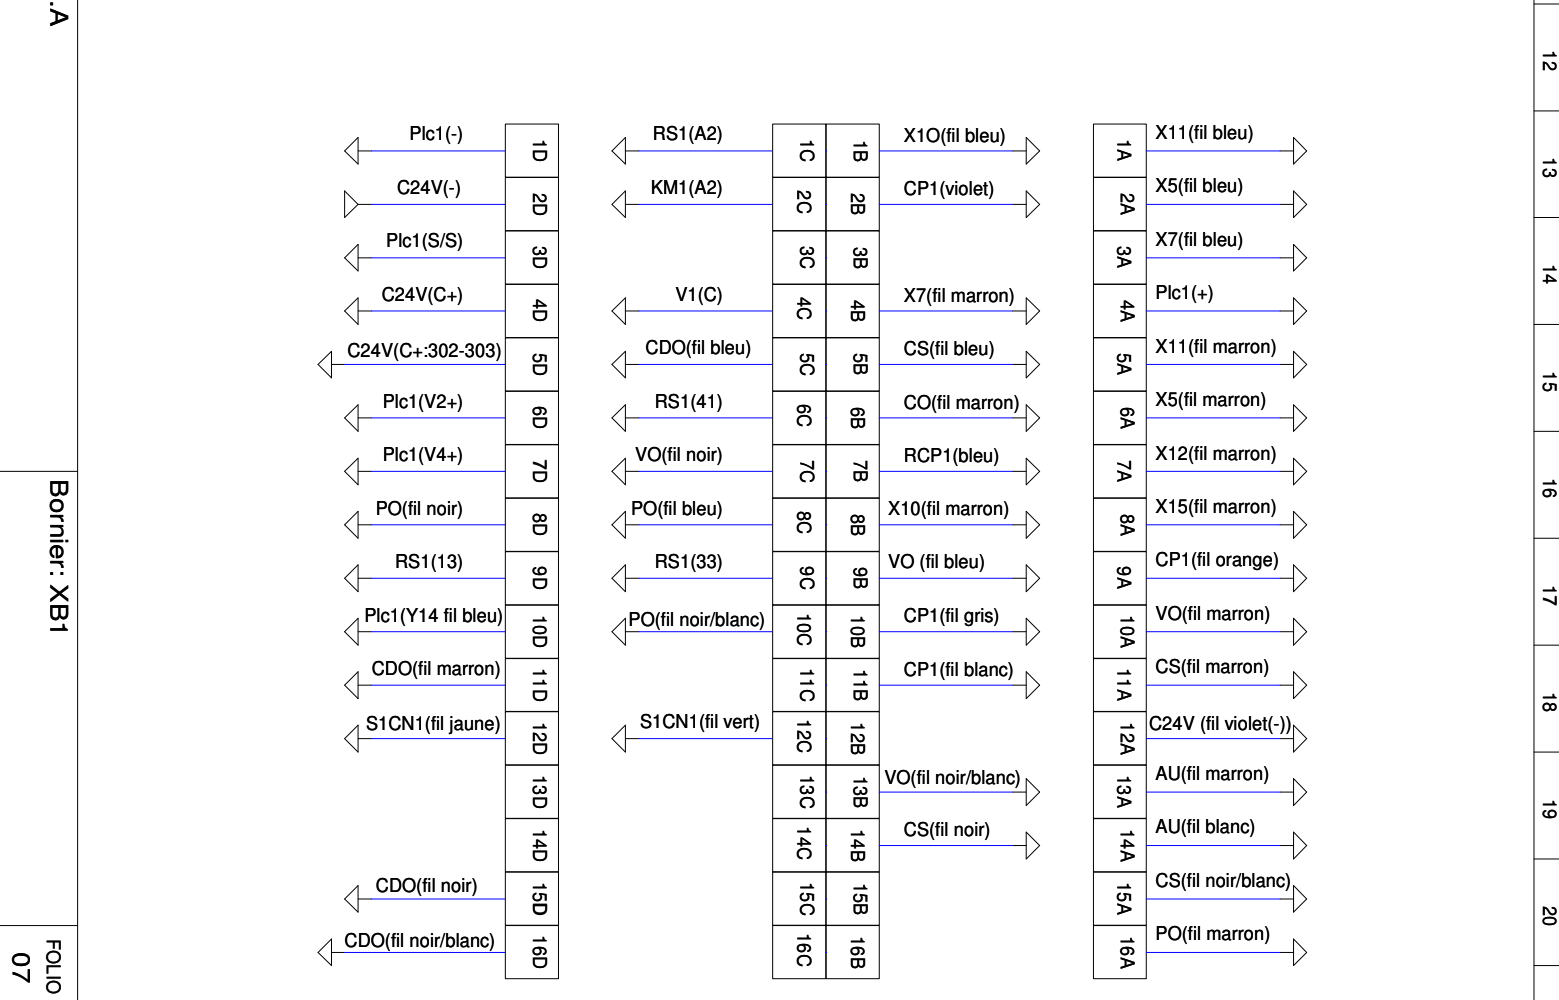 .A
Bornier: XB1
FOLIO
07
12
13
14
15
16
17
18
19
20
Plc1(-) 1D RS1(A2) 1C 1B X1O(fil bleu) 1A X11(fil bleu)
C24V(-) 2D KM1(A2) 2C 2B CP1(violet) 2A X5(fil bleu)
Plc1(S/S) 3D 3C 3B 3A X7(fil bleu)
C24V(C+) 4D V1(C) 4C 4B X7(fil marron) 4A Plc1(+)
C24V(C+:302-303) 5D CDO(fil bleu) 5C 5B CS(fil bleu) 5A X11(fil marron)
Plc1(V2+) 6D RS1(41) 6C 6B CO(fil marron) 6A X5(fil marron)
Plc1(V4+) 7D VO(fil noir) 7C 7B RCP1(bleu) 7A X12(fil marron)
PO(fil noir) 8D PO(fil bleu) 8C 8B X10(fil marron) 8A X15(fil marron)
RS1(13) 9D RS1(33) 9C 9B VO (fil bleu) 9A CP1(fil orange)
Plc1(Y14 fil bleu) 10D PO(fil noir/blanc) 10C 10B CP1(fil gris) 10A VO(fil marron)
CDO(fil marron) 11D 11C 11B CP1(fil blanc) 11A CS(fil marron)
S1CN1(fil jaune) 12D S1CN1(fil vert) 12C 12B 12A C24V (fil violet(-))
13D 13C 13B VO(fil noir/blanc) 13A AU(fil marron)
14D 14C 14B CS(fil noir) 14A AU(fil blanc)
CDO(fil noir) 15D 15C 15B 15A CS(fil noir/blanc)
CDO(fil noir/blanc) 16D 16C 16B 16A PO(fil marron)